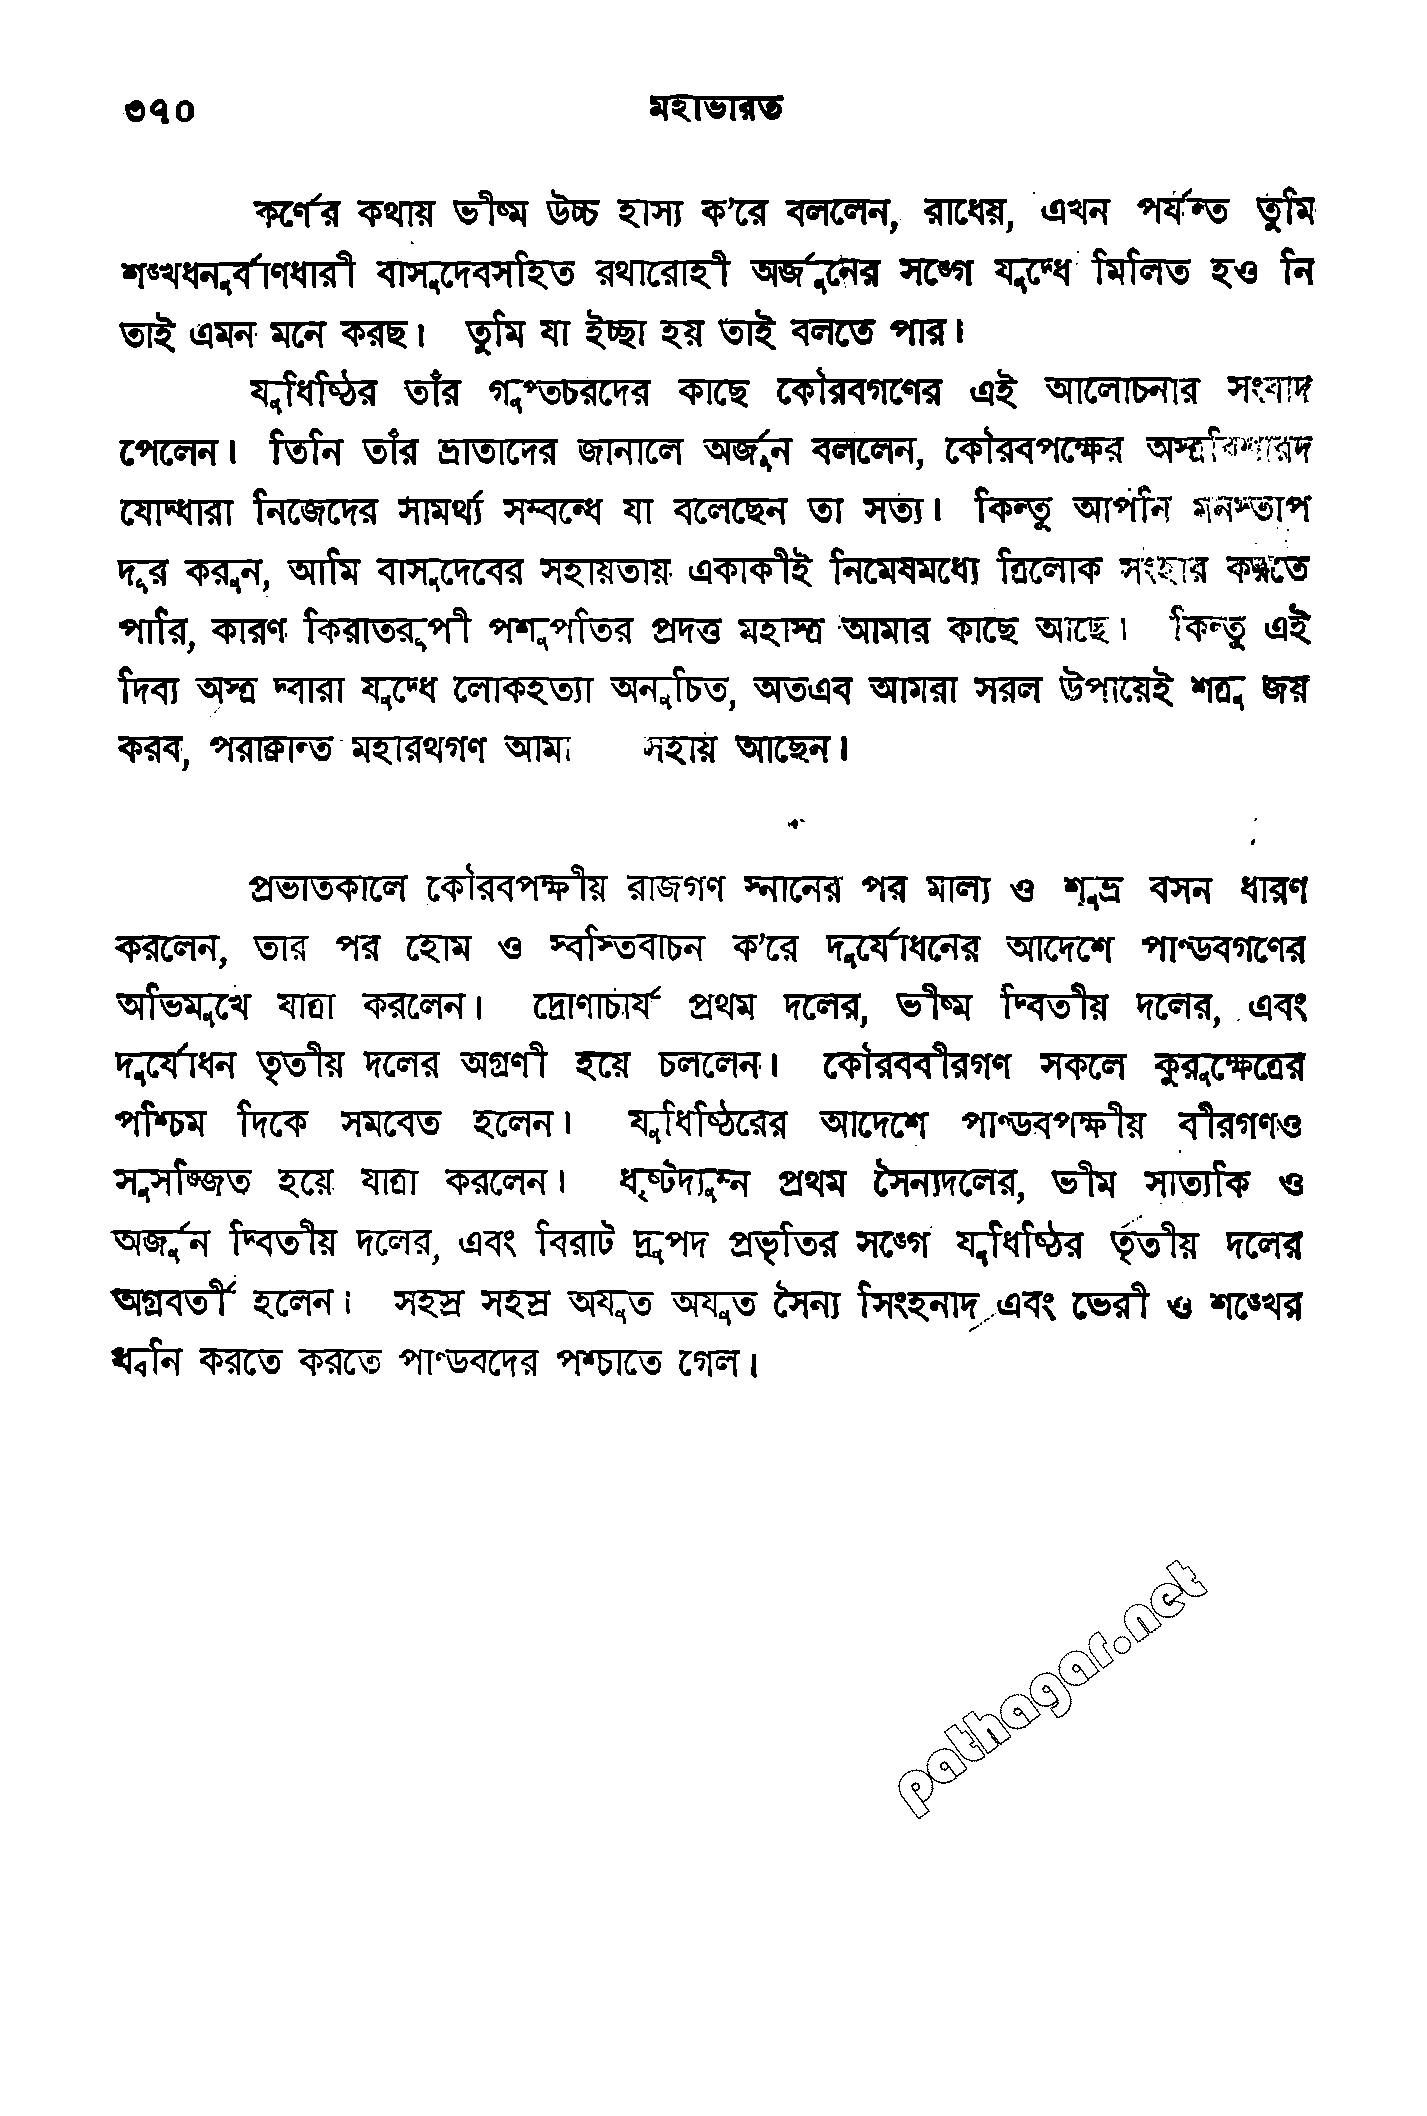 ৩৭০ মহাভারত
কর্ণের কথায় ভীষ্ম উচ্চ হাস্য ক'রে বললেন, রাধেয়, এখন পর্যন্ত তুমি
শঙ্খধনুর্বাণধারী বাসুদেবসহিত রথারোহী অর্জুনের সঙ্গে যুদ্ধে মিলিত হও নি
তাই এমন মনে করছ। তুমি যা ইচ্ছা হয় তাই বলতে পার।
যুধিষ্ঠির তাঁর গুপ্তচরদের কাছে কৌরবগণের এই আলোচনার সংবাদ
পেলেন। তিনি তাঁর ভ্রাতাদের জানালে অর্জুন বললেন, কৌরবপক্ষের অস্ত্রবিশারদ
যোদ্ধারা নিজেদের সামর্থ্য সম্বন্ধে যা বলেছেন তা সত্য। কিন্তু আপনি মনস্তাপ
দূর করুন, আমি বাসুদেবের সহায়তায় একাকীই নিমেষমধ্যে ত্রিলোক সংহার করতে
পারি, কারণ কিরাতরূপী পশুপতির প্রদত্ত মহাস্ত্র আমার কাছে আছে। কিন্তু এই
দিব্য অস্ত্র দ্বারা যুদ্ধে লোকহত্যা অনুচিত, অতএব আমরা সরল উপায়েই শত্রু জয়
করব, পরাক্রান্ত মহারথগণ আমা সহায় আছেন।
প্রভাতকালে কৌরবপক্ষীয় রাজগণ স্নানের পর মাল্য ও শুভ্র বসন ধারণ
করলেন, তার পর হোম ও স্বস্তিবাচন ক'রে দুর্যোধনের আদেশে পাণ্ডবগণের
অভিমুখে যাত্রা করলেন। দ্রোণাচার্য প্রথম দলের, ভীষ্ম দ্বিতীয় দলের, এবং
দুর্যোধন তৃতীয় দলের অগ্রণী হয়ে চললেন। কৌরববীরগণ সকলে কুরুক্ষেত্রের
পশ্চিম দিকে সমবেত হলেন। যুধিষ্ঠিরের আদেশে পাণ্ডবপক্ষীয় বীরগণও
সুসজ্জিত হয়ে যাত্রা করলেন। ধৃষ্টদ্যুম্ন প্রথম সৈন্যদলের, ভীম সাত্যকি ও
অর্জুন দ্বিতীয় দলের, এবং বিরাট দ্রুপদ প্রভৃতির সঙ্গে যুধিষ্ঠির তৃতীয় দলের
অগ্রবর্তী হলেন। সহস্র সহস্র অযুত অযুত সৈন্য সিংহনাদ এবং ভেরী ও শঙ্খের
ধ্বনি করতে করতে পাণ্ডবদের পশ্চাতে গেল।
pathagar.net